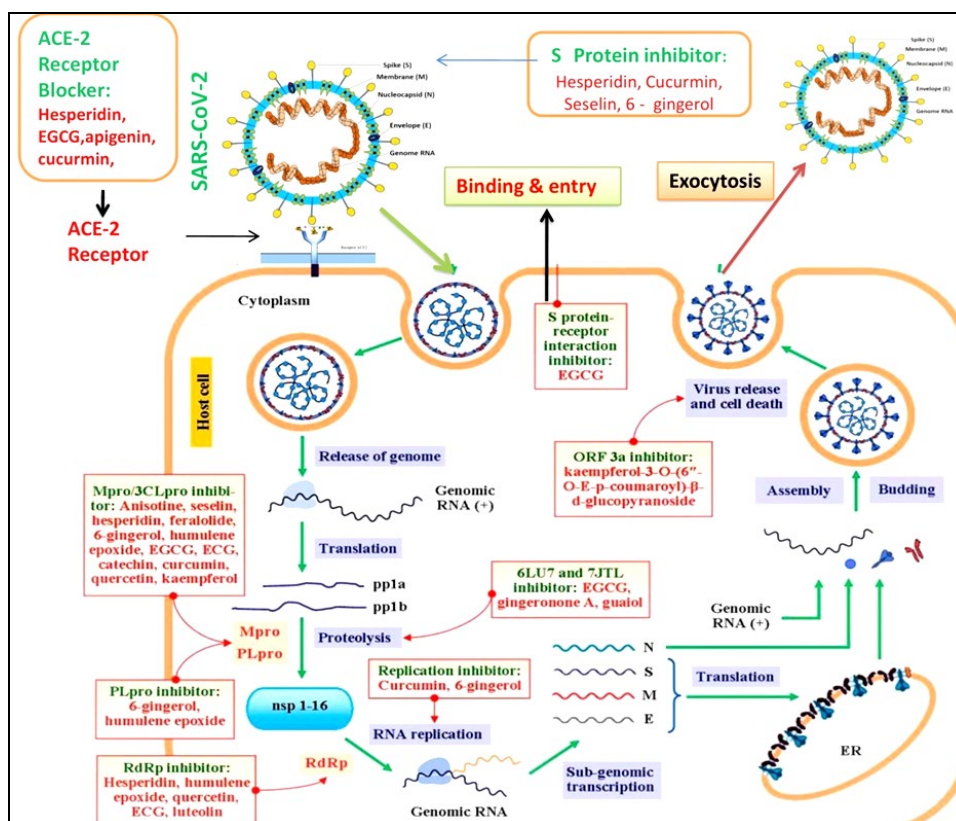 ACE-2
Receptor
Blocker:
Hesperidin,
EGCG,apigenin,
cucurmin,
ACE-2
Receptor
SARS-CoV-2
Spike (S)
Membrane (M)
Nucleocapsid (N)
Envelope (E)
Genome RNA
S Protein inhibitor:
Hesperidin, Cucurmin,
Seselin, 6 - gingerol
Spike (S)
Membrane (M)
Nucleocapsid (N)
Envelope (E)
Genome RNA
Binding & entry
Exocytosis
Cytoplasm
Host cell
S protein-
receptor
interaction
inhibitor:
EGCG
Virus release
and cell death
ORF 3a inhibitor:
kaempferol-3-O-(6″-
O-E-p-coumaroyl)-β-
d-glucopyranoside
Assembly
Budding
Release of genome
Genomic
RNA (+)
Mpro/3CLpro inhibi-
tor: Anisotine, seselin,
hesperidin, feralolide,
6-gingerol, humulene
epoxide, EGCG, ECG,
catechin, curcumin,
quercetin, kaempferol
Translation
pp1a
pp1b
6LU7 and 7JTL
inhibitor: EGCG,
gingeronone A, guaiol
Mpro
PLpro
Proteolysis
Genomic
RNA (+)
N
S
M
E
Translation
PLpro inhibitor:
6-gingerol,
humulene epoxide
nsp 1-16
Replication inhibitor:
Curcumin, 6-gingerol
RNA replication
ER
RdRp inhibitor:
Hesperidin, humulene
epoxide, quercetin,
ECG, luteolin
RdRp
Genomic RNA
Sub-genomic
transcription